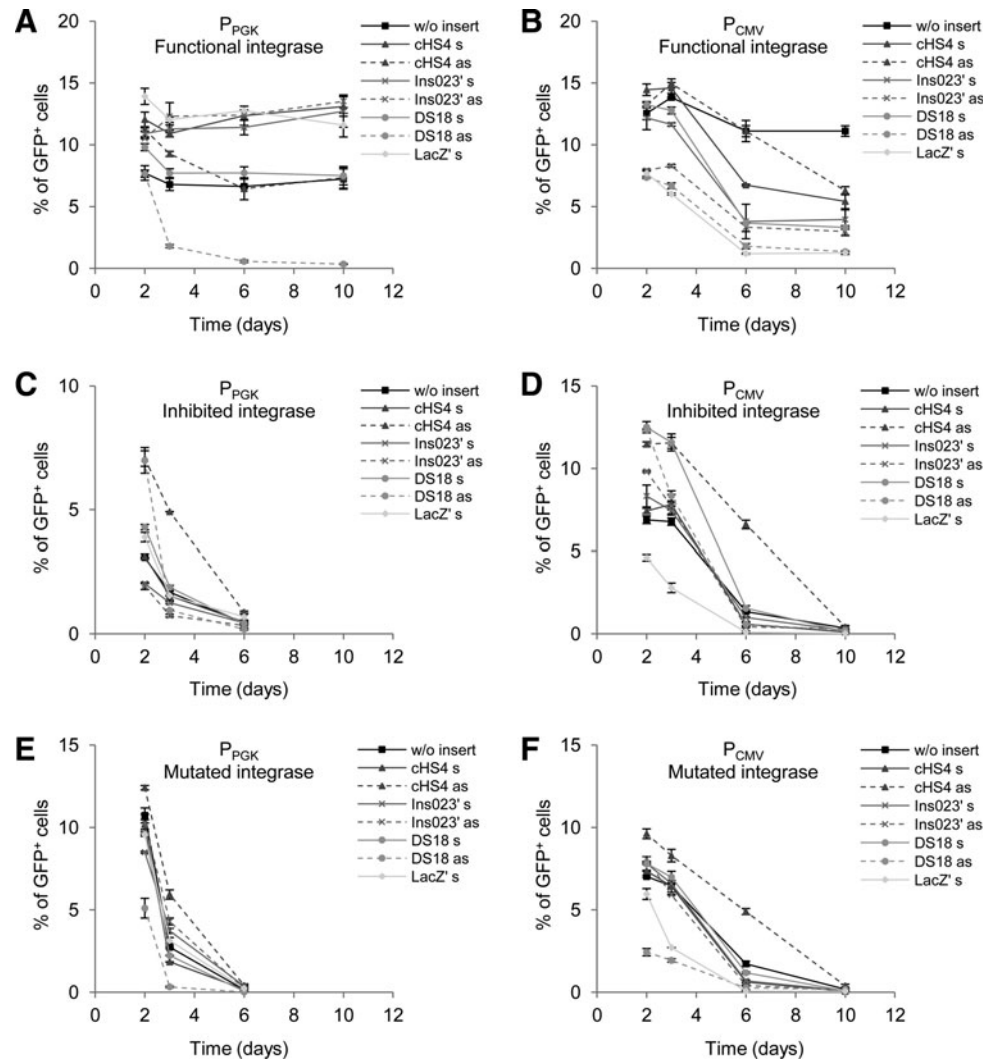 A
P_PGK
Functional integrase
% of GFP+ cells
20
15
10
5
0
0 2 4 6 8 10 12
Time (days)
w/o insert
cHS4 s
cHS4 as
Ins023' s
Ins023' as
DS18 s
DS18 as
LacZ' s
B
P_CMV
Functional integrase
% of GFP+ cells
20
15
10
5
0
0 2 4 6 8 10 12
Time (days)
w/o insert
cHS4 s
cHS4 as
Ins023' s
Ins023' as
DS18 s
DS18 as
LacZ' s
C
P_PGK
Inhibited integrase
% of GFP+ cells
10
5
0
0 2 4 6 8 10 12
Time (days)
w/o insert
cHS4 s
cHS4 as
Ins023' s
Ins023' as
DS18 s
DS18 as
LacZ' s
D
P_CMV
Inhibited integrase
% of GFP+ cells
15
10
5
0
0 2 4 6 8 10 12
Time (days)
w/o insert
cHS4 s
cHS4 as
Ins023' s
Ins023' as
DS18 s
DS18 as
LacZ' s
E
P_PGK
Mutated integrase
% of GFP+ cells
15
10
5
0
0 2 4 6 8 10 12
Time (days)
w/o insert
cHS4 s
cHS4 as
Ins023' s
Ins023' as
DS18 s
DS18 as
LacZ' s
F
P_CMV
Mutated integrase
% of GFP+ cells
15
10
5
0
0 2 4 6 8 10 12
Time (days)
w/o insert
cHS4 s
cHS4 as
Ins023' s
Ins023' as
DS18 s
DS18 as
LacZ' s